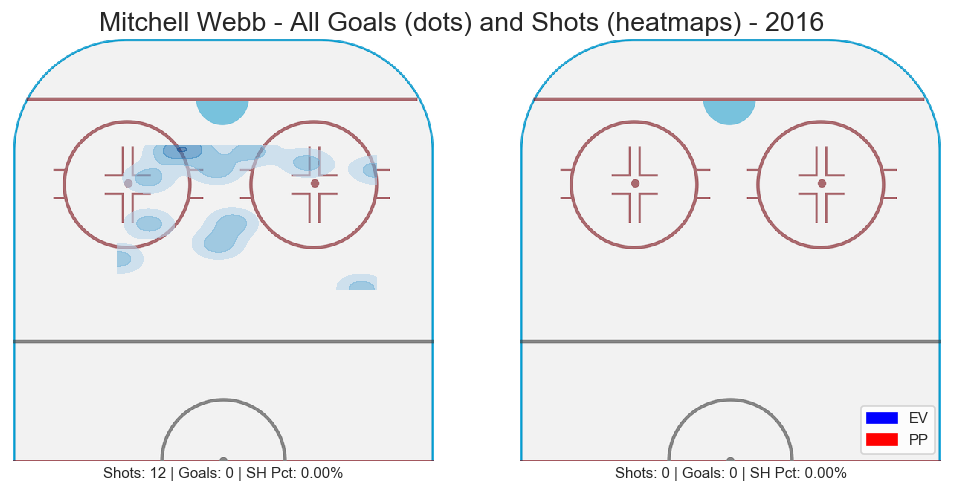 Mitchell Webb - All Goals (dots) and Shots (heatmaps) - 2016
EV
PP
Shots: 12 | Goals: 0 | SH Pct: 0.00%
Shots: 0 | Goals: 0 | SH Pct: 0.00%